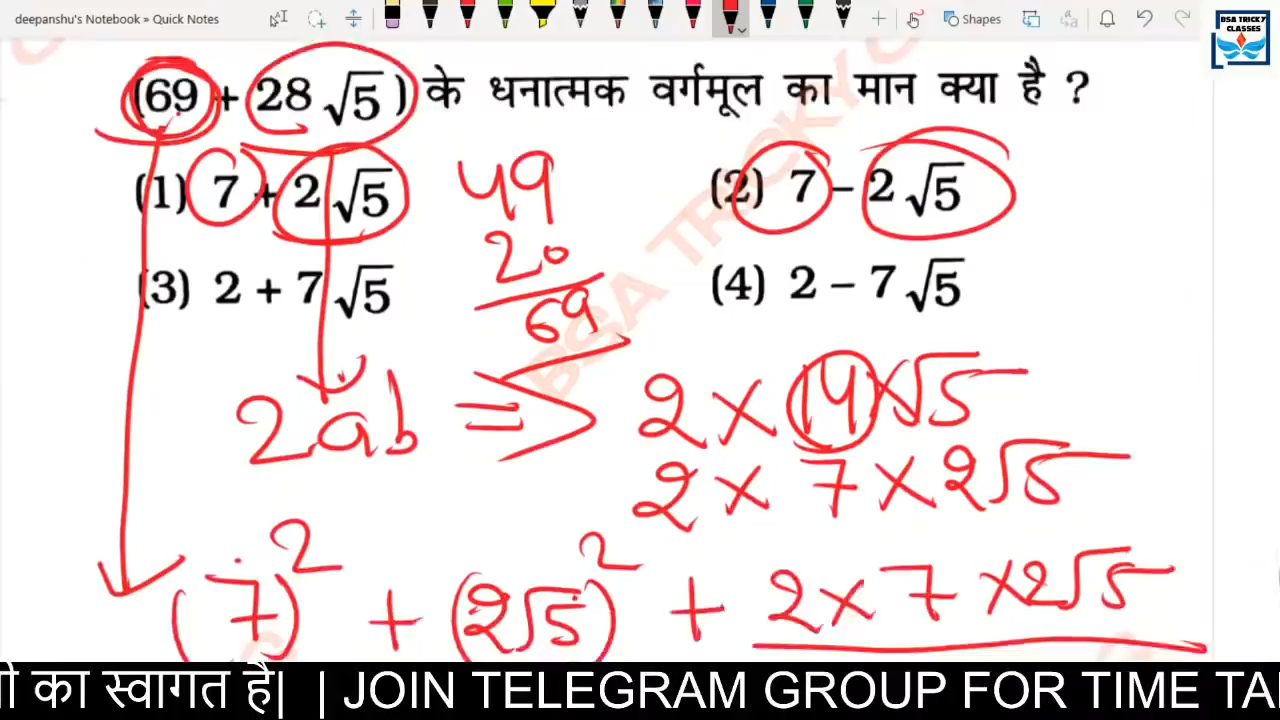 deepanshu's Notebook » Quick Notes
Shapes
BSA TRICKY CLASSES
(69 + 28 √5 ) के धनात्मक वर्गमूल का मान क्या है ?
(1) 7 + 2 √5
(2) 7 – 2 √5
(3) 2 + 7 √5
(4) 2 – 7 √5
49
20
69
2ab ⇒ 2 × 14 × √5
2 × 7 × 2√5
(7)² + (2√5)² + 2 × 7 × 2√5
BSA TRICKY C
का स्वागत है| | JOIN TELEGRAM GROUP FOR TIME TA